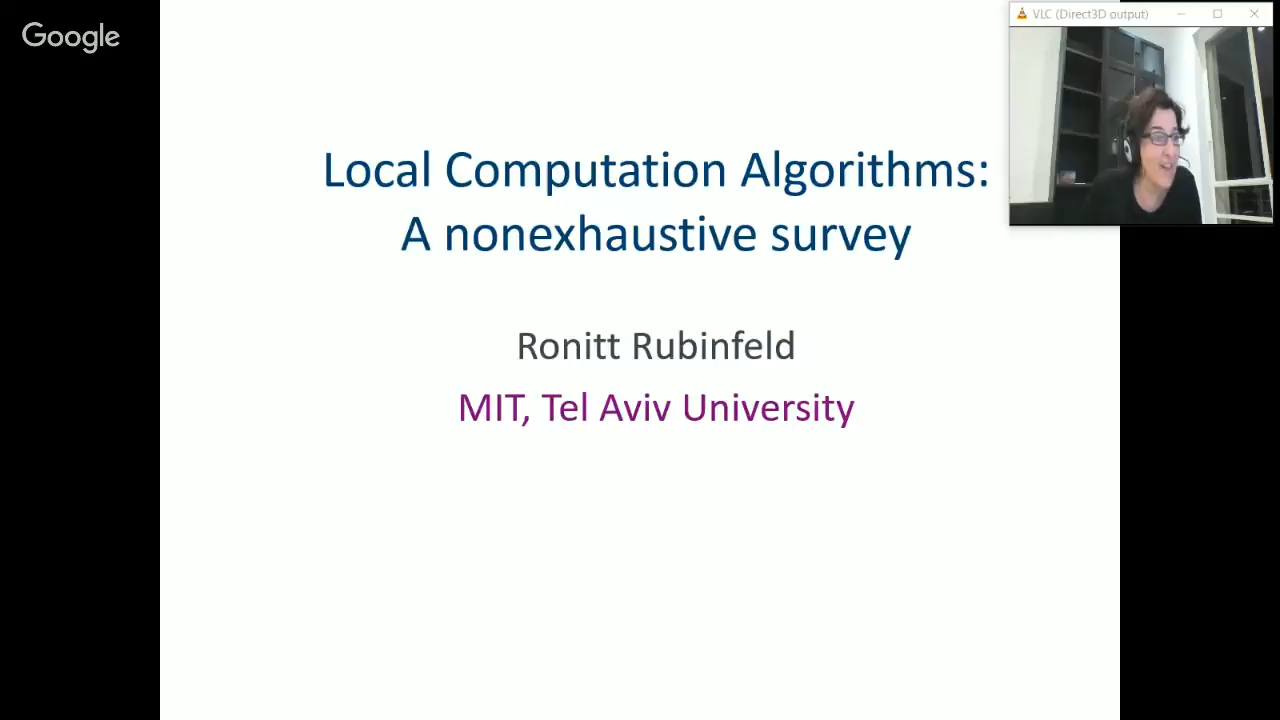 Google
VLC (Direct3D output)
Local Computation Algorithms:
A nonexhaustive survey
Ronitt Rubinfeld
MIT, Tel Aviv University